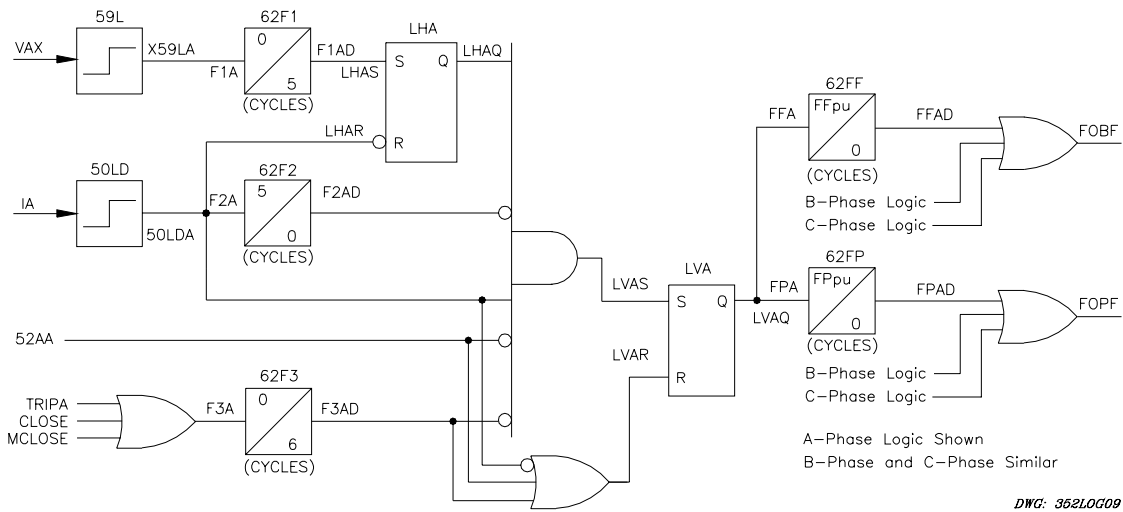 59L
VAX
X59LA
62F1
0
5
(CYCLES)
F1A
F1AD
LHAS
LHA
S
Q
R
LHAQ
LHAR
50LD
IA
50LDA
F2A
62F2
5
0
(CYCLES)
F2AD
52AA
TRIPA
CLOSE
MCLOSE
F3A
62F3
0
6
(CYCLES)
F3AD
LVAS
LVAR
LVA
S
Q
R
LVAQ
FFA
62FF
FFpu
0
(CYCLES)
FFAD
FOBF
B-Phase Logic
C-Phase Logic
FPA
62FP
FPpu
0
(CYCLES)
FPAD
FOPF
B-Phase Logic
C-Phase Logic
A-Phase Logic Shown
B-Phase and C-Phase Similar
DWG: 352LOG09